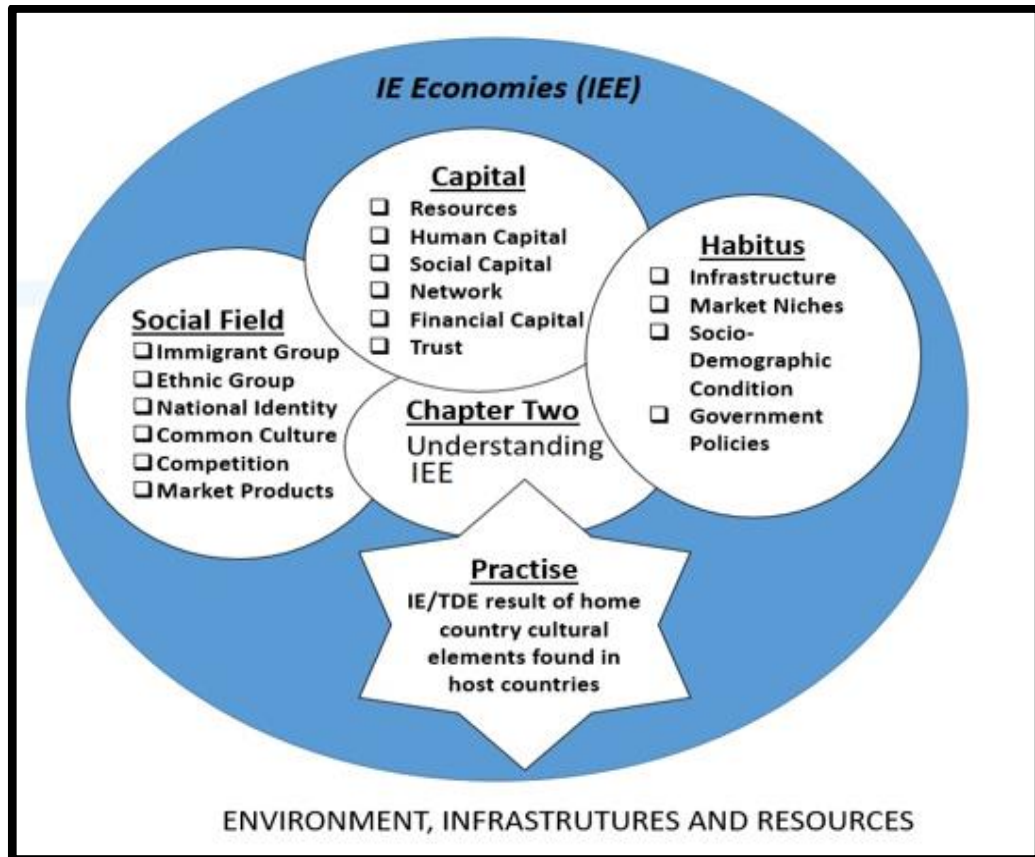 IE Economies (IEE)
Capital
Resources
Human Capital
Social Capital
Network
Financial Capital
Trust
Habitus
Infrastructure
Market Niches
Socio-
Demographic
Condition
Government
Policies
Social Field
Immigrant Group
Ethnic Group
National Identity
Common Culture
Competition
Market Products
Chapter Two
Understanding
IEE
Practise
IE/TDE result of home
country cultural
elements found in
host countries
ENVIRONMENT, INFRASTRUTURES AND RESOURCES